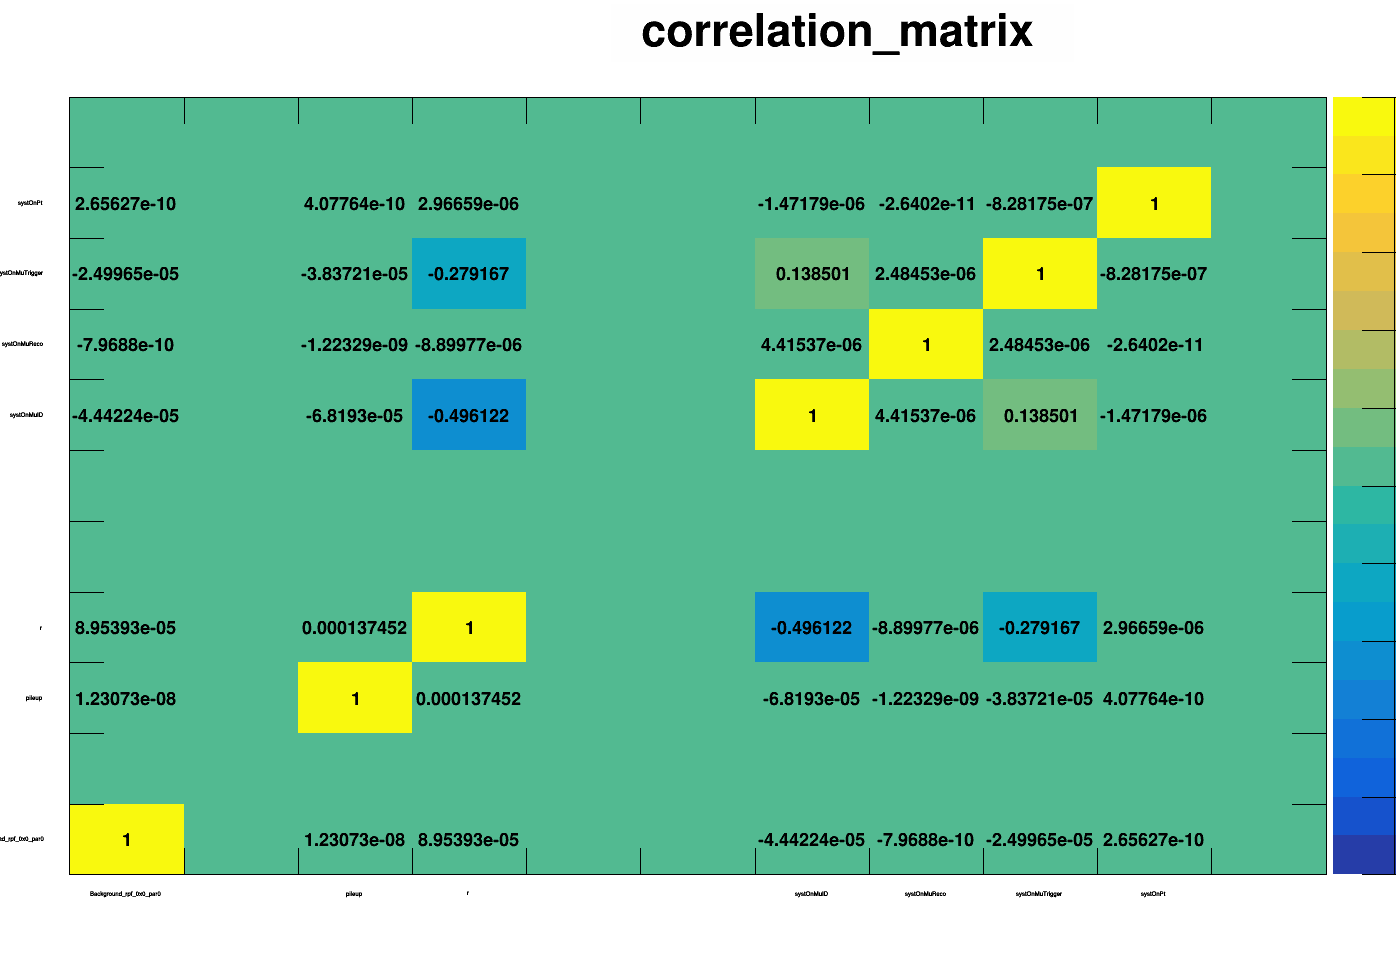 correlation_matrix
systOnPt 2.65627e-10 4.07764e-10 2.96659e-06 -1.47179e-06 -2.6402e-11 -8.28175e-07 1
ystOnMuTrigger -2.49965e-05 -3.83721e-05 -0.279167 0.138501 2.48453e-06 1 -8.28175e-07
systOnMuReco -7.9688e-10 -1.22329e-09 -8.89977e-06 4.41537e-06 1 2.48453e-06 -2.6402e-11
systOnMuID -4.44224e-05 -6.8193e-05 -0.496122 1 4.41537e-06 0.138501 -1.47179e-06
r 8.95393e-05 0.000137452 1 -0.496122 -8.89977e-06 -0.279167 2.96659e-06
pileup 1.23073e-08 1 0.000137452 -6.8193e-05 -1.22329e-09 -3.83721e-05 4.07764e-10
nd_rpf_0x0_par0 1 1.23073e-08 8.95393e-05 -4.44224e-05 -7.9688e-10 -2.49965e-05 2.65627e-10
Background_rpf_0x0_par0 pileup r systOnMuID systOnMuReco systOnMuTrigger systOnPt